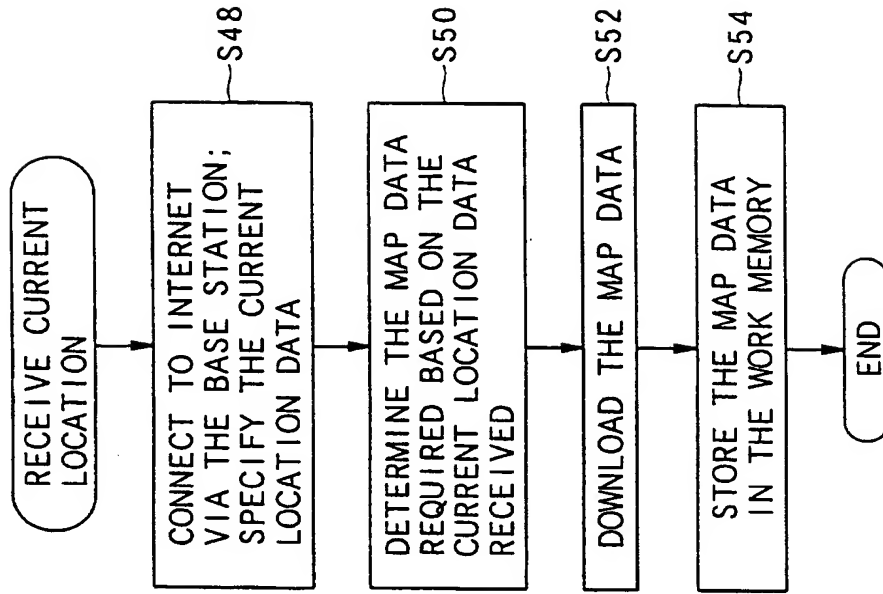 RECEIVE CURRENT
LOCATION
CONNECT TO INTERNET
VIA THE BASE STATION;
SPECIFY THE CURRENT
LOCATION DATA
S48
DETERMINE THE MAP DATA
REQUIRED BASED ON THE
CURRENT LOCATION DATA
RECEIVED
S50
DOWNLOAD THE MAP DATA
S52
STORE THE MAP DATA
IN THE WORK MEMORY
S54
END